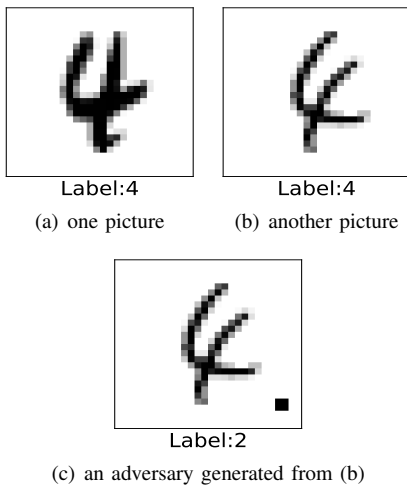 Label:4
Label:4
(a) one picture
(b) another picture
Label:2
(c) an adversary generated from (b)